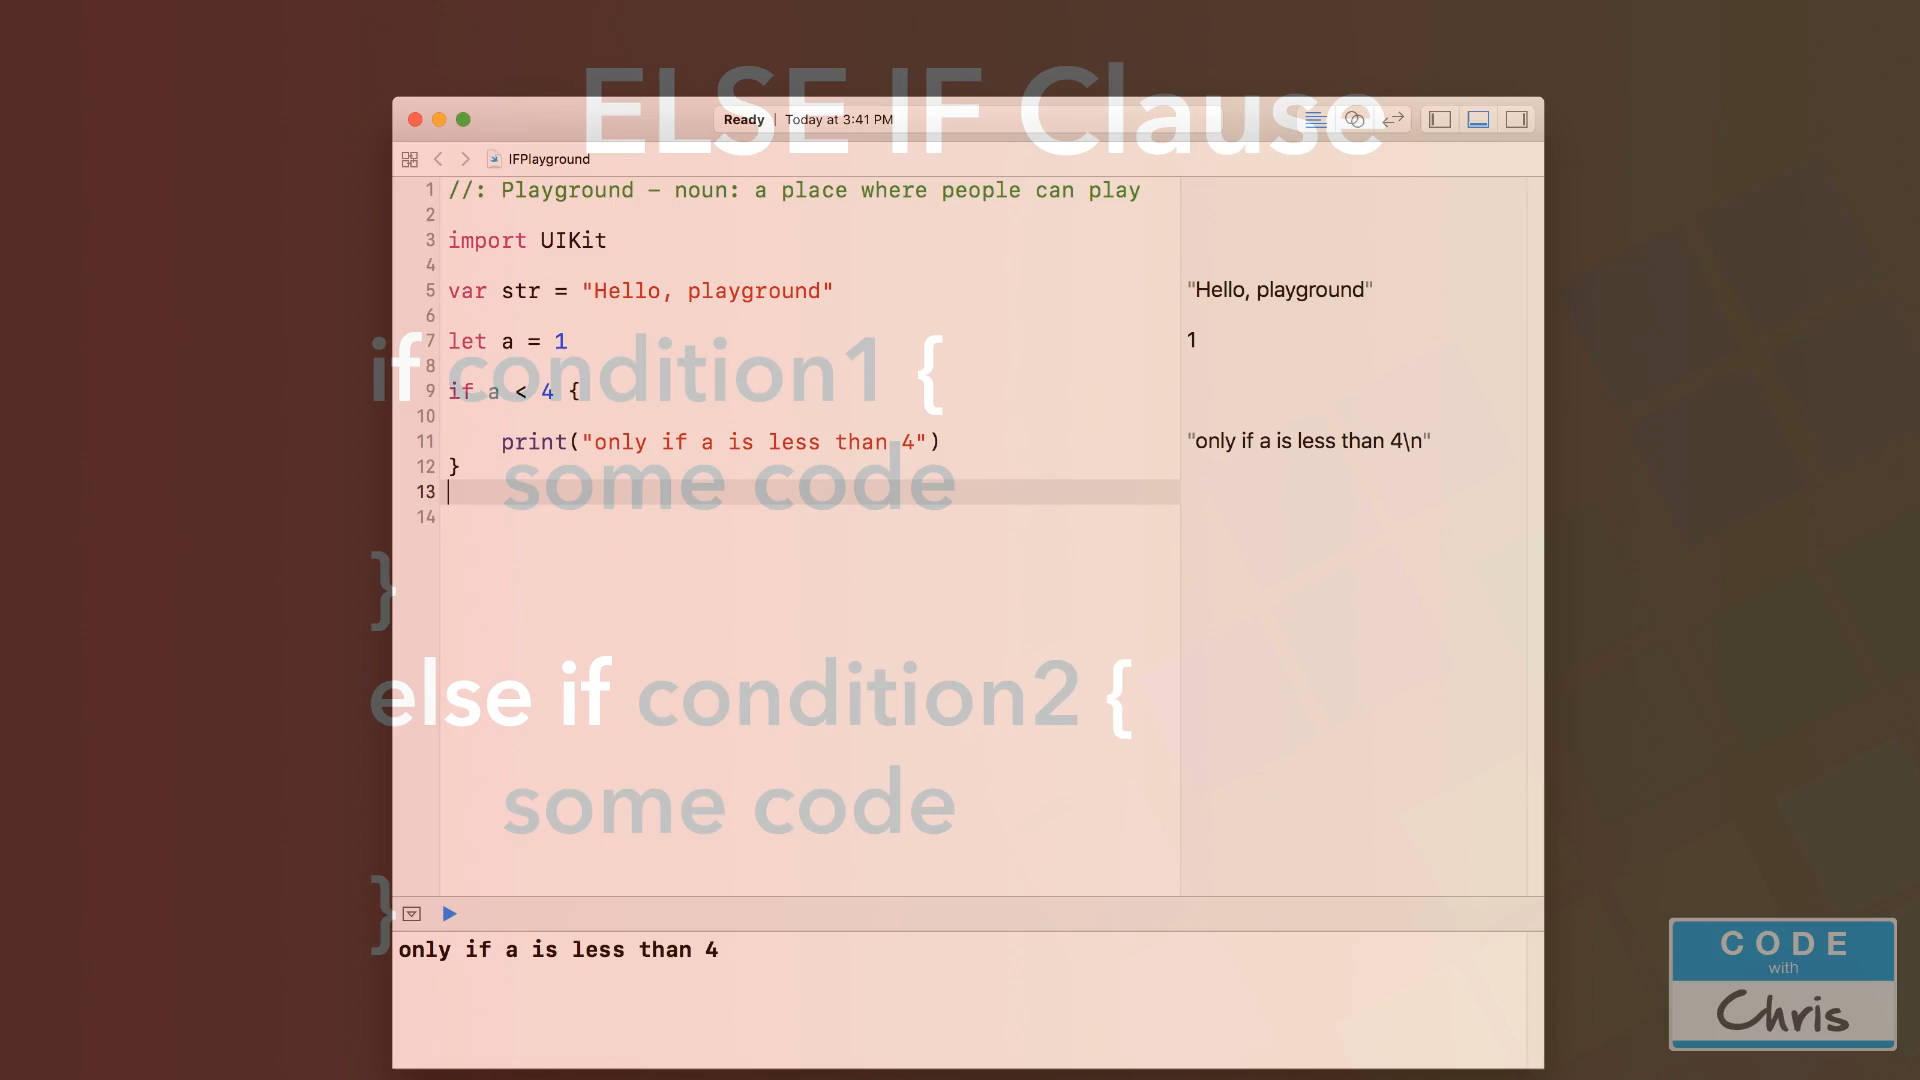 ELSE IF Clause
Ready | Today at 3:41 PM
IFPlayground
1 //: Playground - noun: a place where people can play
2
3 import UIKit
4
5 var str = "Hello, playground"
"Hello, playground"
6
7 let a = 1
1
8
9 if a < 4 {
10
11 print("only if a is less than 4")
"only if a is less than 4\n"
12 }
13
14
if condition1 {
some code
}
else if condition2 {
some code
}
only if a is less than 4
CODE
with
Chris